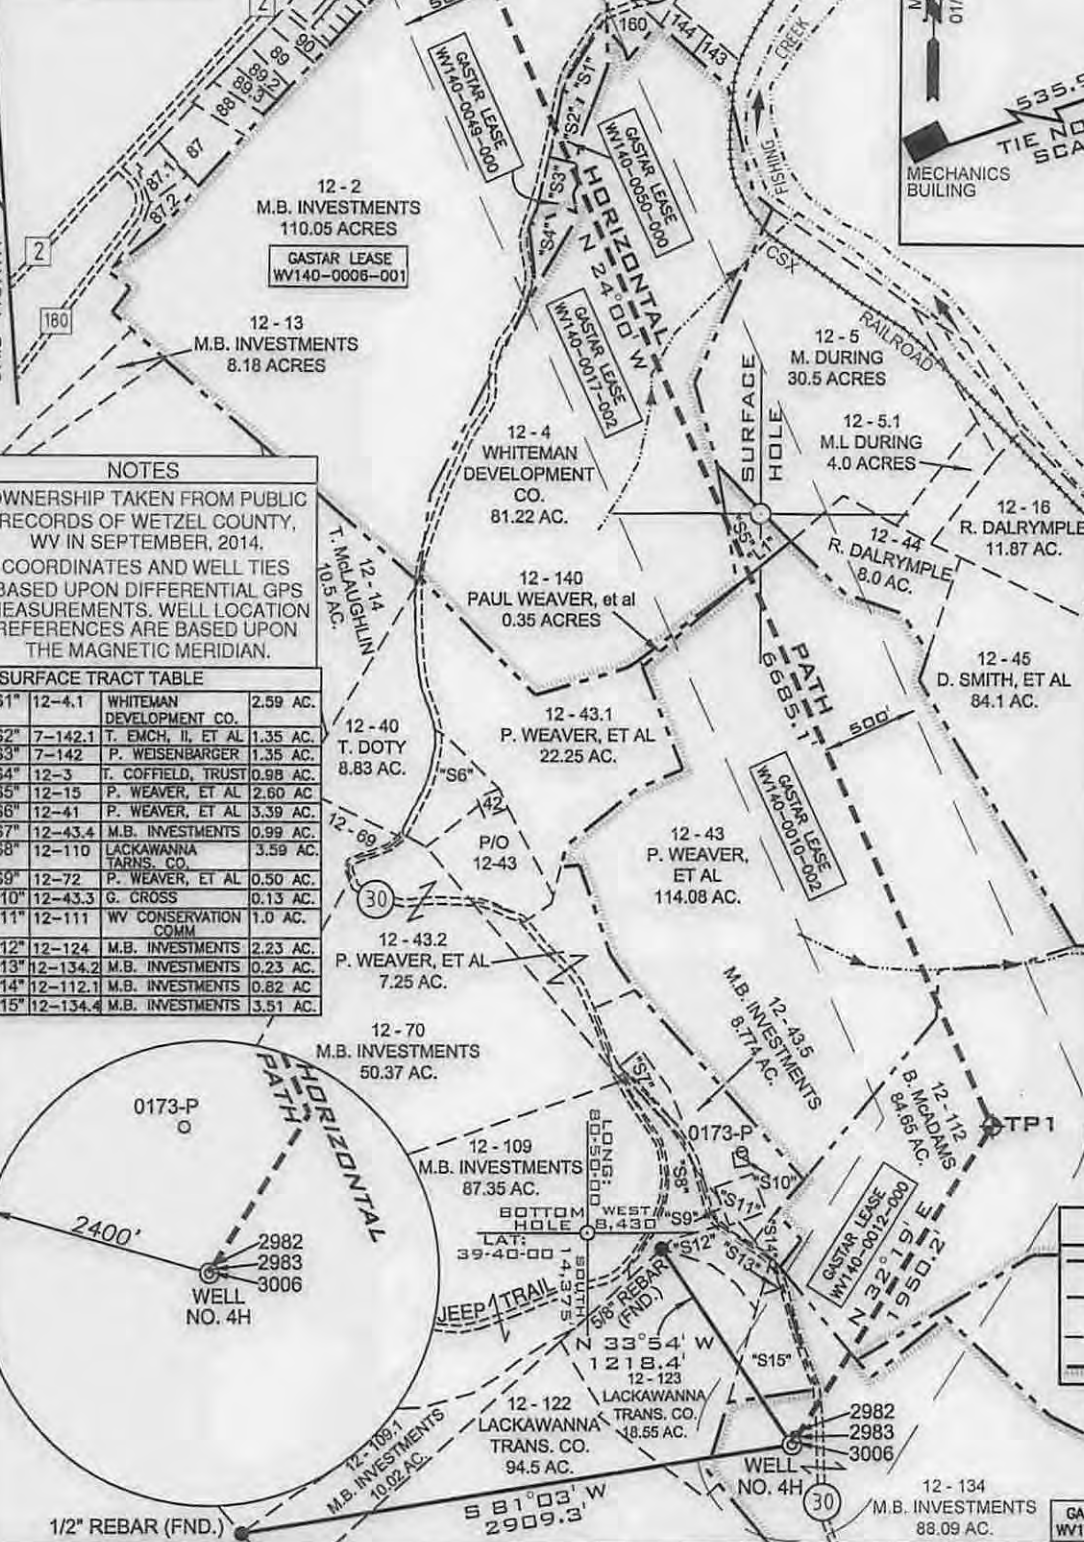 2
160
144
143
90
89
89.2
89.3
88
87
87.1
87.2
2
180
12 - 2
M.B. INVESTMENTS
110.05 ACRES
GASTAR LEASE
WV140-0006-001
12 - 13
M.B. INVESTMENTS
8.18 ACRES
GASTAR LEASE
WV140-0049-000
"S1"
"S2"
"S3"
"S4"
GASTAR LEASE
WV140-0050-000
HORIZONTAL
N 24°00' W
GASTAR LEASE
WV140-0017-002
CREEK
FISHING
CSX
RAILROAD
535.
TIE
MECHANICS
BUILING
12 - 5
M. DURING
30.5 ACRES
12 - 5.1
M.L DURING
4.0 ACRES
12 - 16
R. DALRYMPLE
11.87 AC.
SURFACE
HOLE
12 - 4
WHITEMAN
DEVELOPMENT
CO.
81.22 AC.
12 - 44
R. DALRYMPLE
8.0 AC.
"S5"
"L1"
12 - 140
PAUL WEAVER, et al
0.35 ACRES
NOTES
OWNERSHIP TAKEN FROM PUBLIC
RECORDS OF WETZEL COUNTY,
WV IN SEPTEMBER, 2014.
COORDINATES AND WELL TIES
BASED UPON DIFFERENTIAL GPS
MEASUREMENTS. WELL LOCATION
REFERENCES ARE BASED UPON
THE MAGNETIC MERIDIAN.
SURFACE TRACT TABLE
S1" 12-4.1 WHITEMAN DEVELOPMENT CO. 2.59 AC.
S2" 7-142.1 T. EMCH, II, ET AL 1.35 AC.
S3" 7-142 P. WEISENBARGER 1.35 AC.
S4" 12-3 T. COFFIELD, TRUST 0.98 AC.
S5" 12-15 P. WEAVER, ET AL 2.60 AC.
S6" 12-41 P. WEAVER, ET AL 3.39 AC.
S7" 12-43.4 M.B. INVESTMENTS 0.99 AC.
S8" 12-110 LACKAWANNA TARNS. CO. 3.59 AC.
S9" 12-72 P. WEAVER, ET AL 0.50 AC.
10" 12-43.3 G. CROSS 0.13 AC.
11" 12-111 WV CONSERVATION COMM 1.0 AC.
12" 12-124 M.B. INVESTMENTS 2.23 AC.
13" 12-134.2 M.B. INVESTMENTS 0.23 AC.
14" 12-112.1 M.B. INVESTMENTS 0.82 AC
15" 12-134.4 M.B. INVESTMENTS 3.51 AC.
12 - 14
T. McLAUGHLIN
10.5 AC.
12 - 40
T. DOTY
8.83 AC.
"S6"
42
P/O
12-43
12 - 69
12 - 43.1
P. WEAVER, ET AL
22.25 AC.
PATH
6685.1'
500'
12 - 45
D. SMITH, ET AL
84.1 AC.
GASTAR LEASE
WV140-0010-002
12 - 43
P. WEAVER,
ET AL
114.08 AC.
30
12 - 43.2
P. WEAVER, ET AL
7.25 AC.
12 - 70
M.B. INVESTMENTS
50.37 AC.
12 - 43.5
M.B. INVESTMENTS
8.774 AC.
12 - 112
B. McADAMS
84.65 AC.
TP1
HORIZONTAL
PATH
0173-P
2400'
2982
2983
3006
WELL
NO. 4H
"S7"
12 - 109
M.B. INVESTMENTS
87.35 AC.
LONG:
80-50-00
0173-P
"S8"
"S10"
"S11"
"S9"
"S12"
"S13"
"S14"
BOTTOM
HOLE
WEST
8,430'
LAT:
39-40-00
SOUTH
14,375'
JEEP TRAIL
5/8" REBAR
(FND.)
GASTAR LEASE
WV140-0012-000
N 32°19' E
1950.2'
N 33°54' W
1218.4'
12 - 123
LACKAWANNA
TRANS. CO.
18.55 AC.
"S15"
12 - 122
LACKAWANNA
TRANS. CO.
94.5 AC.
12 - 109.1
M.B. INVESTMENTS
10.02 AC.
2982
2983
3006
WELL
NO. 4H
30
S 81°03' W
2909.3'
1/2" REBAR (FND.)
12 - 134
M.B. INVESTMENTS
88.09 AC.